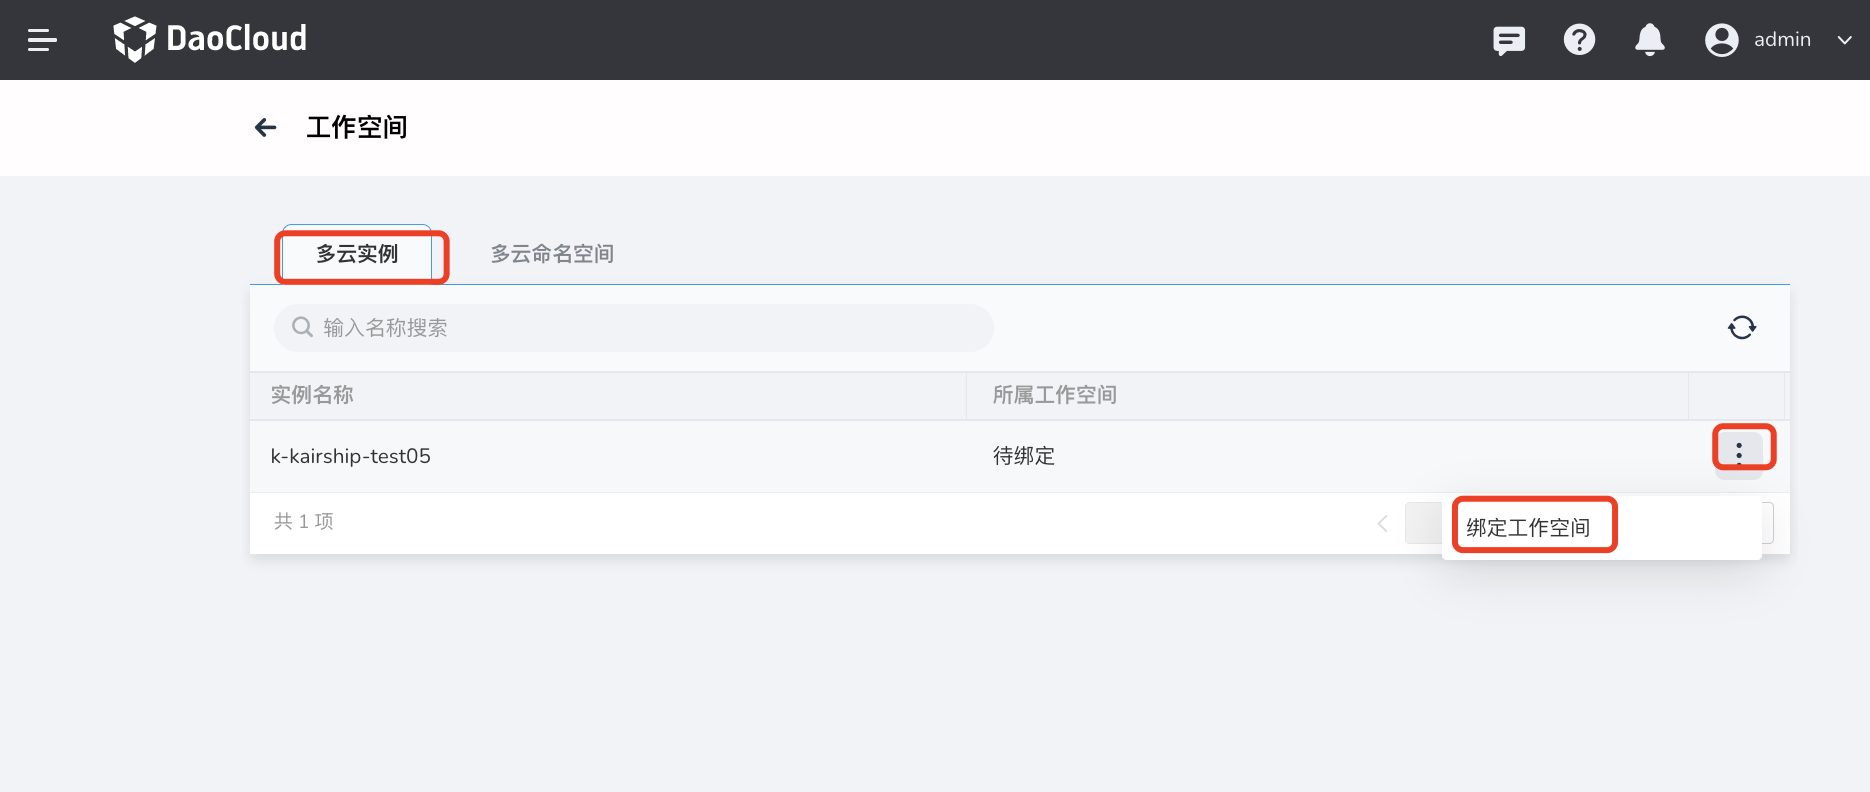 DaoCloud
admin
工作空间
多云实例
多云命名空间
输入名称搜索
实例名称
所属工作空间
k-kairship-test05
待绑定
共 1 项
绑定工作空间